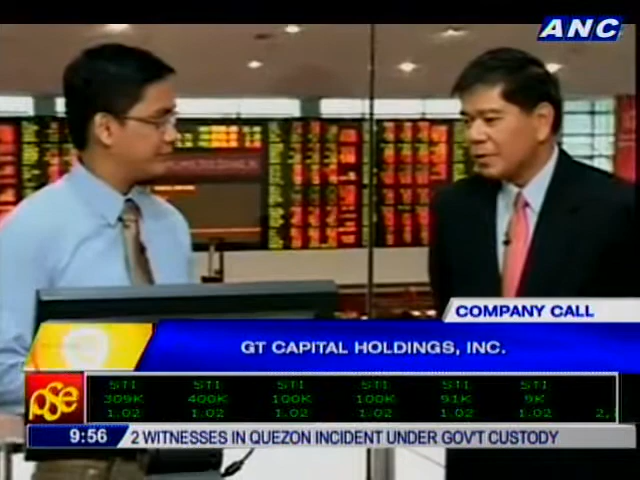 ANC
COMPANY CALL
GT CAPITAL HOLDINGS, INC.
pse
STI STI STI STI STI STI
309K 400K 100K 100K 91K 9K
1.02 1.02 1.02 1.02 1.02 1.02 2,
9:56 2 WITNESSES IN QUEZON INCIDENT UNDER GOV'T CUSTODY